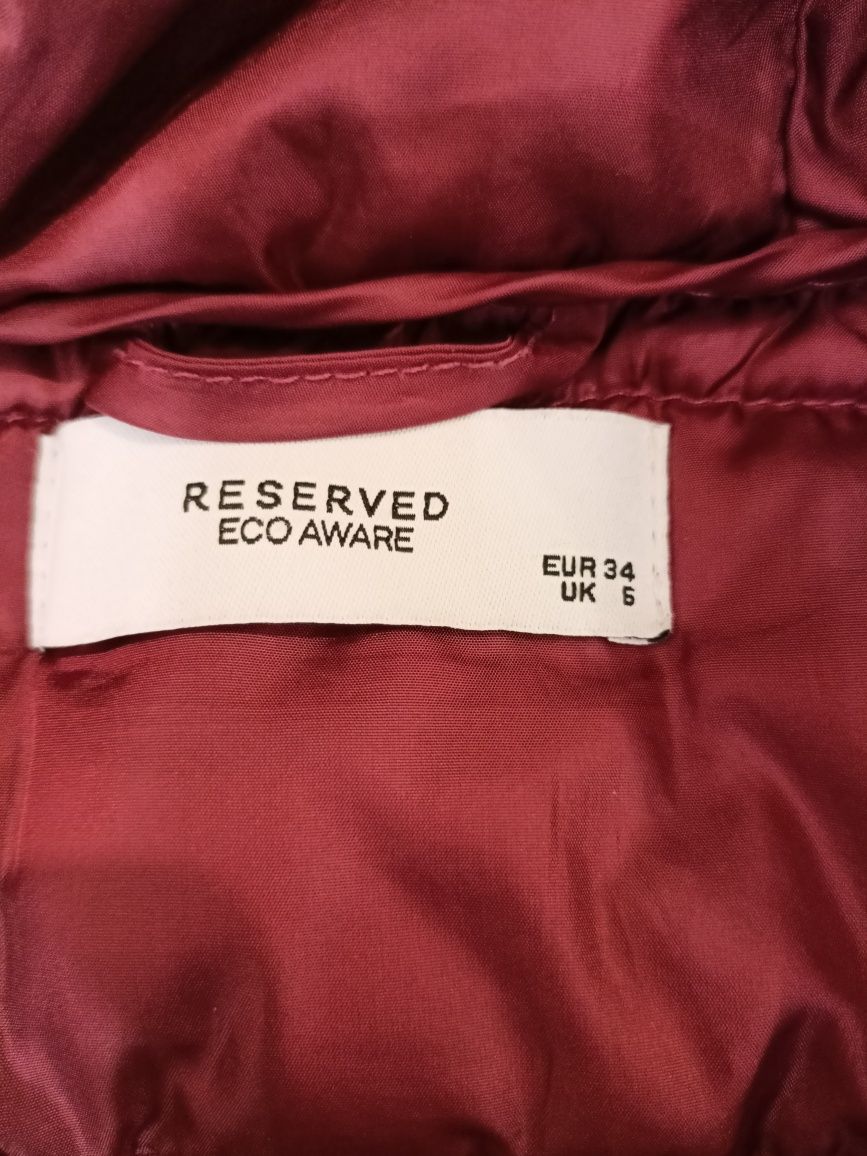 RESERVED
ECO AWARE
EUR 34
UK 6